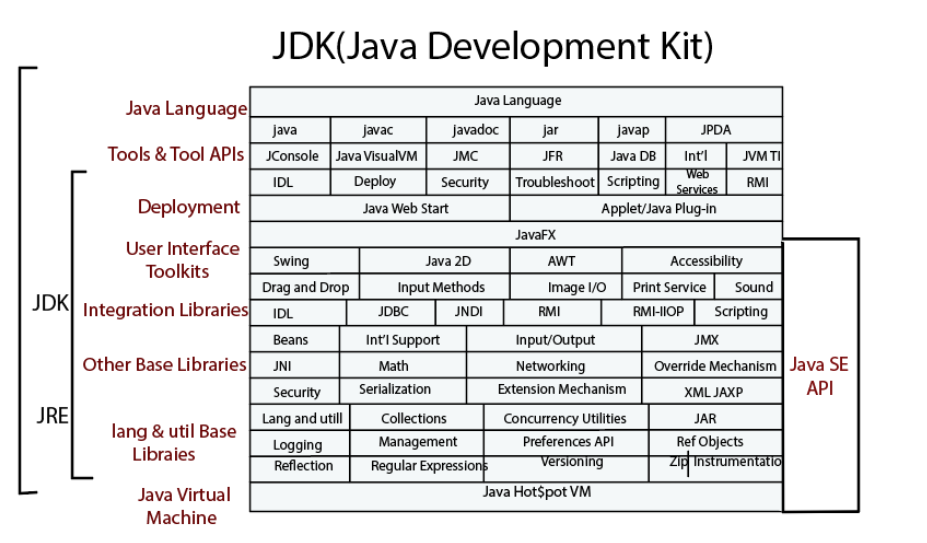 JDK(Java Development Kit)
Java Language
Java Language
java javac javadoc jar javap JPDA
Tools & Tool APIs
JConsole Java VisualVM JMC JFR Java DB Int'l JVM TI
IDL Deploy Security Troubleshoot Scripting Web Services RMI
Deployment
Java Web Start Applet/Java Plug-in
JavaFX
User Interface
Toolkits
Swing Java 2D AWT Accessibility
Drag and Drop Input Methods Image I/O Print Service Sound
JDK
Integration Libraries
IDL JDBC JNDI RMI RMI-IIOP Scripting
Beans Int'l Support Input/Output JMX
Other Base Libraries
JNI Math Networking Override Mechanism
Java SE
API
Security Serialization Extension Mechanism XML JAXP
JRE
Lang and utill Collections Concurrency Utilities JAR
lang & util Base
Libraies
Logging Management Preferences API Ref Objects
Reflection Regular Expressions Versioning Zip Instrumentatio
Java Virtual
Machine
Java Hot$pot VM